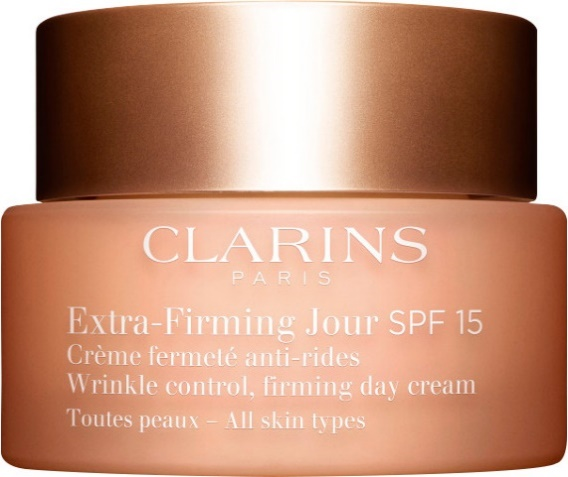 CLARINS
PARIS
Extra-Firming Jour SPF 15
Crème fermeté anti-rides
Wrinkle control, firming day cream
Toutes peaux – All skin types